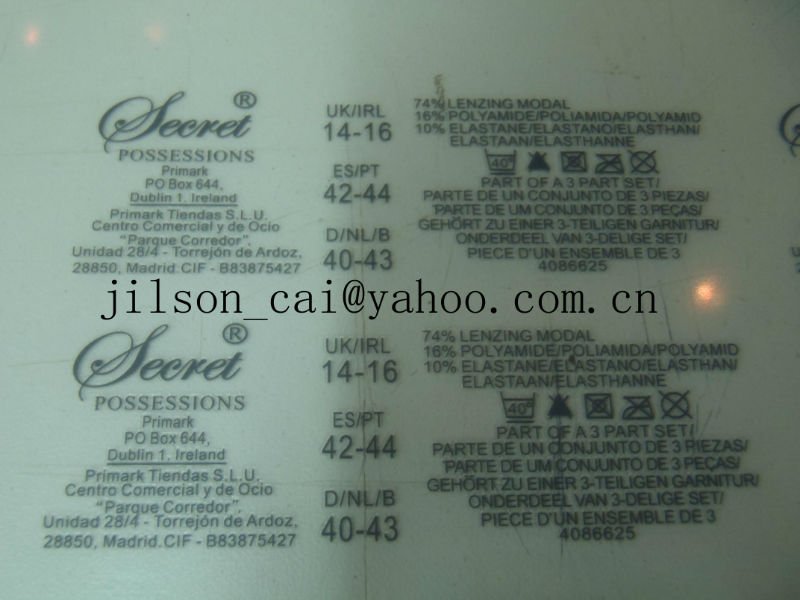 Secret®
POSSESSIONS
Primark
PO Box 644,
Dublin 1, Ireland
Primark Tiendas S.L.U.
Centro Comercial y de Ocio
"Parque Corredor",
Unidad 28/4 - Torrejón de Ardoz,
28850, Madrid.CIF - B83875427
UK/IRL
14-16
ES/PT
42-44
D/NL/B
40-43
74% LENZING MODAL
16% POLYAMIDE/POLIAMIDA/POLYAMID
10% ELASTANE/ELASTANO/ELASTHAN/
ELASTAAN/ELASTHANNE
40°
PART OF A 3 PART SET/
PARTE DE UN CONJUNTO DE 3 PIEZAS/
PARTE DE UM CONJUNTO DE 3 PEÇAS/
GEHÖRT ZU EINER 3-TEILIGEN GARNITUR/
ONDERDEEL VAN 3-DELIGE SET/
PIECE D'UN ENSEMBLE DE 3
4086625
jilson_cai@yahoo.com.cn
Secret®
POSSESSIONS
Primark
PO Box 644,
Dublin 1, Ireland
Primark Tiendas S.L.U.
Centro Comercial y de Ocio
"Parque Corredor",
Unidad 28/4 - Torrejón de Ardoz,
28850, Madrid.CIF - B83875427
UK/IRL
14-16
ES/PT
42-44
D/NL/B
40-43
74% LENZING MODAL
16% POLYAMIDE/POLIAMIDA/POLYAMID
10% ELASTANE/ELASTANO/ELASTHAN/
ELASTAAN/ELASTHANNE
40°
PART OF A 3 PART SET/
PARTE DE UN CONJUNTO DE 3 PIEZAS/
PARTE DE UM CONJUNTO DE 3 PEÇAS/
GEHÖRT ZU EINER 3-TEILIGEN GARNITUR/
ONDERDEEL VAN 3-DELIGE SET/
PIECE D'UN ENSEMBLE DE 3
4086625